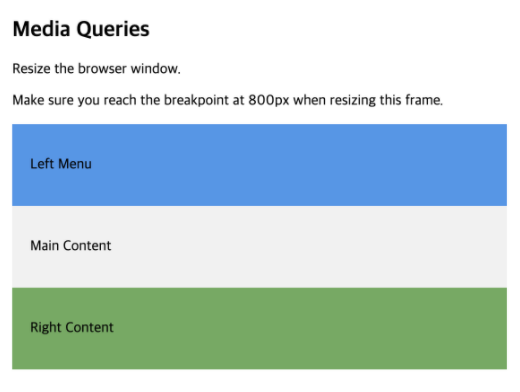 Media Queries
Resize the browser window.
Make sure you reach the breakpoint at 800px when resizing this frame.
Left Menu
Main Content
Right Content